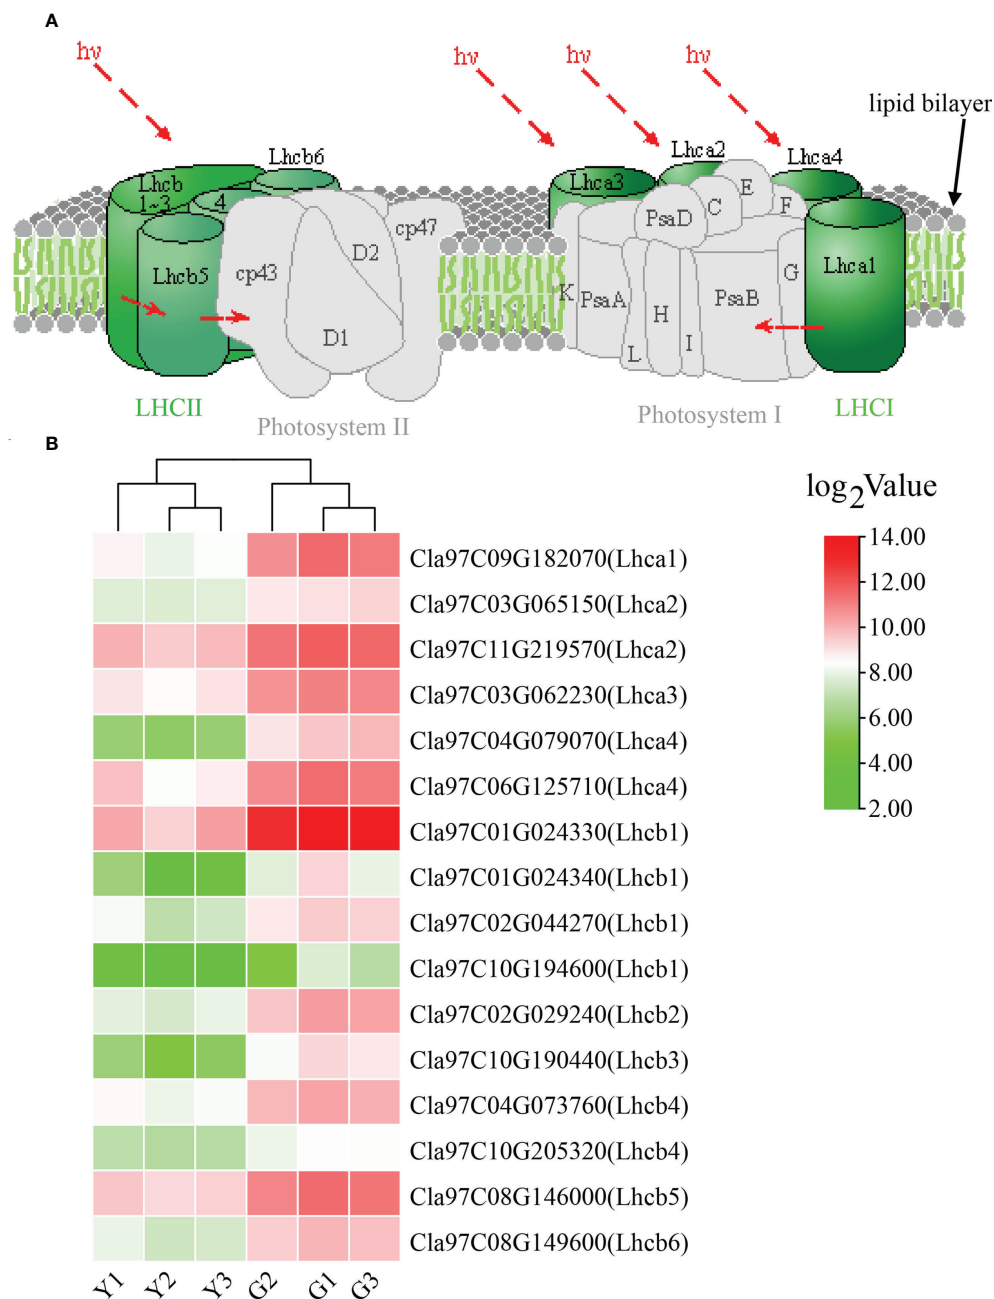 A
hν
hν
hν
hν
lipid bilayer
Lhcb6
Lhca2
Lhca4
Lhcb
1~3
4
Lhca3
E
F
C
PsaD
cp47
D2
cp43
Lhcb5
G
Lhca1
K
PsaA
H
PsaB
D1
L
I
LHCII
Photosystem II
Photosystem I
LHCI
B
log2Value
14.00
12.00
10.00
8.00
6.00
4.00
2.00
Cla97C09G182070(Lhca1)
Cla97C03G065150(Lhca2)
Cla97C11G219570(Lhca2)
Cla97C03G062230(Lhca3)
Cla97C04G079070(Lhca4)
Cla97C06G125710(Lhca4)
Cla97C01G024330(Lhcb1)
Cla97C01G024340(Lhcb1)
Cla97C02G044270(Lhcb1)
Cla97C10G194600(Lhcb1)
Cla97C02G029240(Lhcb2)
Cla97C10G190440(Lhcb3)
Cla97C04G073760(Lhcb4)
Cla97C10G205320(Lhcb4)
Cla97C08G146000(Lhcb5)
Cla97C08G149600(Lhcb6)
Y1
Y2
Y3
G2
G1
G3